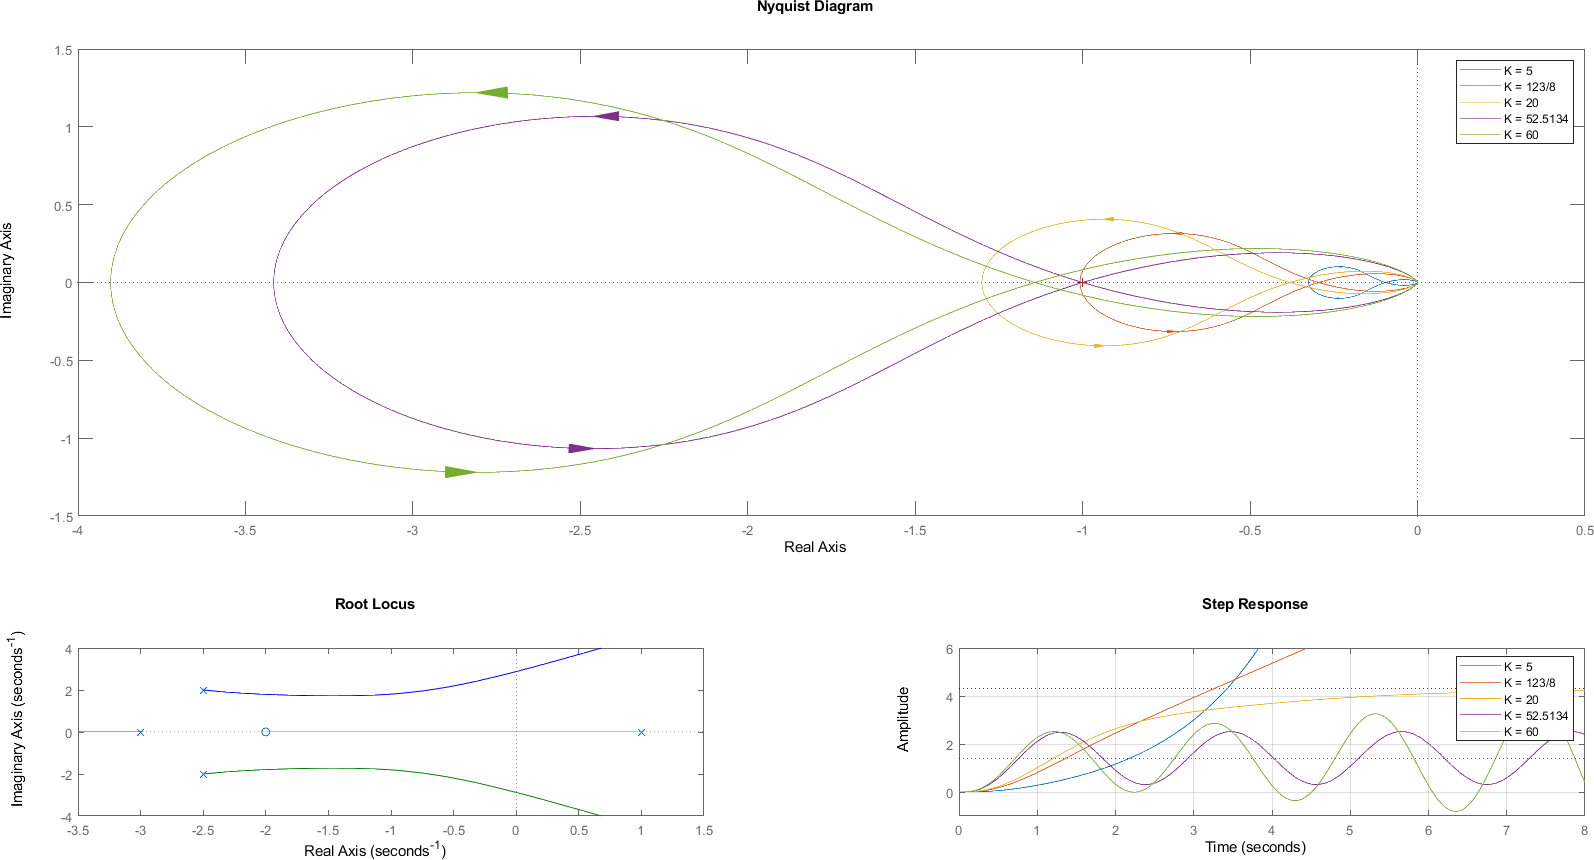 Nyquist Diagram
1.5
1
0.5
0
-0.5
-1
-1.5
Imaginary Axis
-4
-3.5
-3
-2.5
-2
-1.5
-1
-0.5
0
0.5
Real Axis
K = 5
K = 123/8
K = 20
K = 52.5134
K = 60
Root Locus
4
2
0
-2
-4
Imaginary Axis (seconds-1)
-3.5
-3
-2.5
-2
-1.5
-1
-0.5
0
0.5
1
1.5
Real Axis (seconds-1)
Step Response
6
4
2
0
Amplitude
0
1
2
3
4
5
6
7
8
Time (seconds)
K = 5
K = 123/8
K = 20
K = 52.5134
K = 60